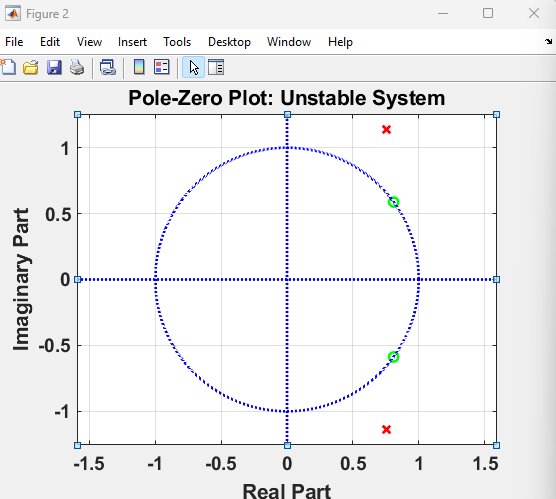 Figure 2
File Edit View Insert Tools Desktop Window Help
Pole-Zero Plot: Unstable System
1
0.5
0
-0.5
-1
Imaginary Part
-1.5 -1 -0.5 0 0.5 1 1.5
Real Part